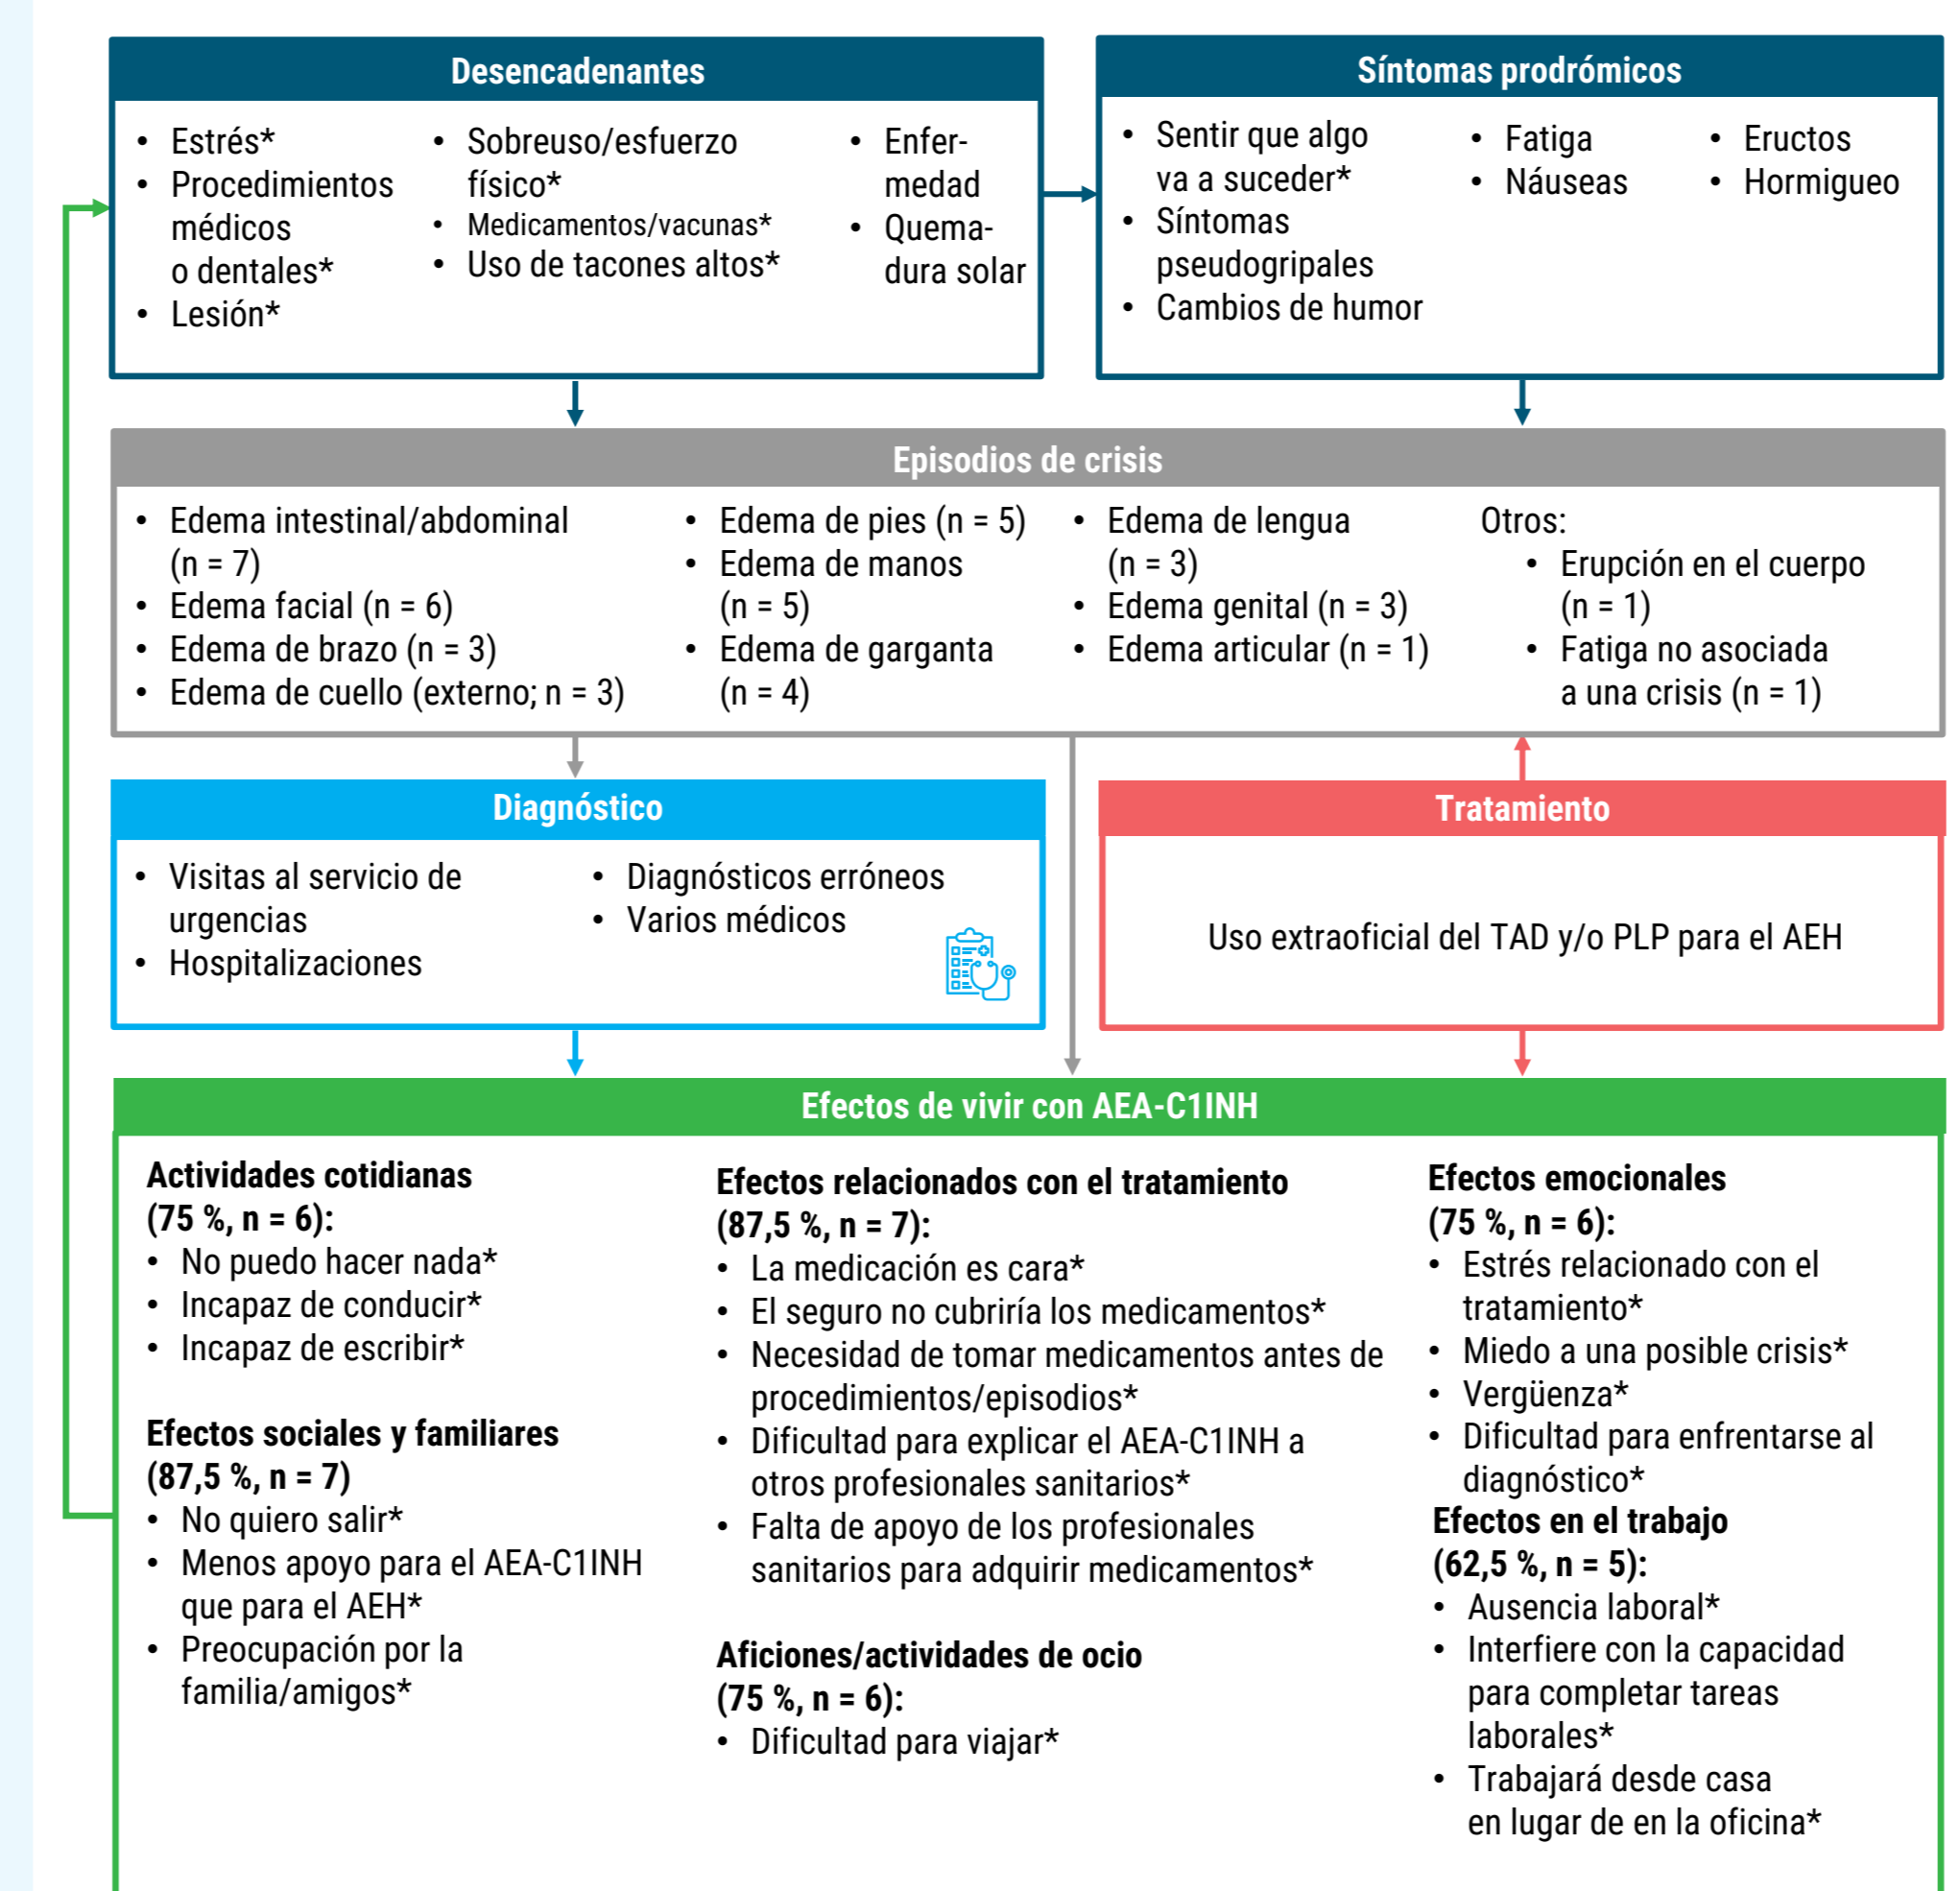 Desencadenantes
• Estrés*
• Procedimientos
médicos
o dentales*
• Lesión*
• Sobreuso/esfuerzo
físico*
• Medicamentos/vacunas*
• Uso de tacones altos*
• Enfer-
medad
• Quema-
dura solar
Síntomas prodrómicos
• Sentir que algo
va a suceder*
• Síntomas
pseudogripales
• Cambios de humor
• Fatiga
• Náuseas
• Eructos
• Hormigueo
Episodios de crisis
• Edema intestinal/abdominal
(n = 7)
• Edema facial (n = 6)
• Edema de brazo (n = 3)
• Edema de cuello (externo; n = 3)
• Edema de pies (n = 5)
• Edema de manos
(n = 5)
• Edema de garganta
(n = 4)
• Edema de lengua
(n = 3)
• Edema genital (n = 3)
• Edema articular (n = 1)
Otros:
• Erupción en el cuerpo
(n = 1)
• Fatiga no asociada
a una crisis (n = 1)
Diagnóstico
• Visitas al servicio de
urgencias
• Hospitalizaciones
• Diagnósticos erróneos
• Varios médicos
Tratamiento
Uso extraoficial del TAD y/o PLP para el AEH
Efectos de vivir con AEA-C1INH
Actividades cotidianas
(75 %, n = 6):
• No puedo hacer nada*
• Incapaz de conducir*
• Incapaz de escribir*
Efectos sociales y familiares
(87,5 %, n = 7)
• No quiero salir*
• Menos apoyo para el AEA-C1INH
que para el AEH*
• Preocupación por la
familia/amigos*
Efectos relacionados con el tratamiento
(87,5 %, n = 7):
• La medicación es cara*
• El seguro no cubriría los medicamentos*
• Necesidad de tomar medicamentos antes de
procedimientos/episodios*
• Dificultad para explicar el AEA-C1INH a
otros profesionales sanitarios*
• Falta de apoyo de los profesionales
sanitarios para adquirir medicamentos*
Aficiones/actividades de ocio
(75 %, n = 6):
• Dificultad para viajar*
Efectos emocionales
(75 %, n = 6):
• Estrés relacionado con el
tratamiento*
• Miedo a una posible crisis*
• Vergüenza*
• Dificultad para enfrentarse al
diagnóstico*
Efectos en el trabajo
(62,5 %, n = 5):
• Ausencia laboral*
• Interfiere con la capacidad
para completar tareas
laborales*
• Trabajará desde casa
en lugar de en la oficina*